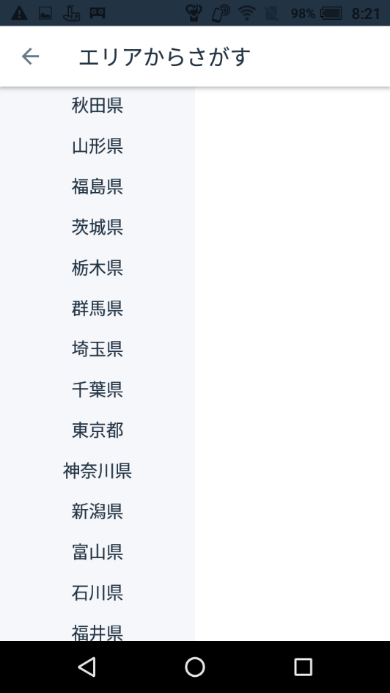 98% 8:21
エリアからさがす
秋田県
山形県
福島県
茨城県
栃木県
群馬県
埼玉県
千葉県
東京都
神奈川県
新潟県
富山県
石川県
福井県